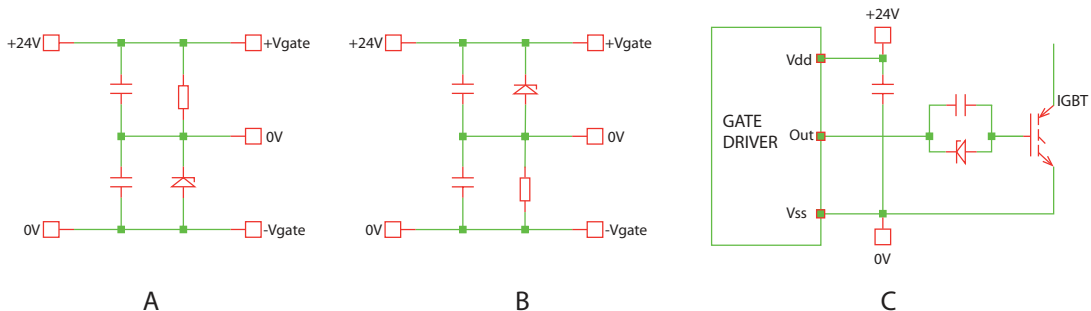 +24V
+Vgate
0V
0V
-Vgate
A
+24V
+Vgate
0V
0V
-Vgate
B
+24V
Vdd
GATE
DRIVER
Out
IGBT
Vss
0V
C